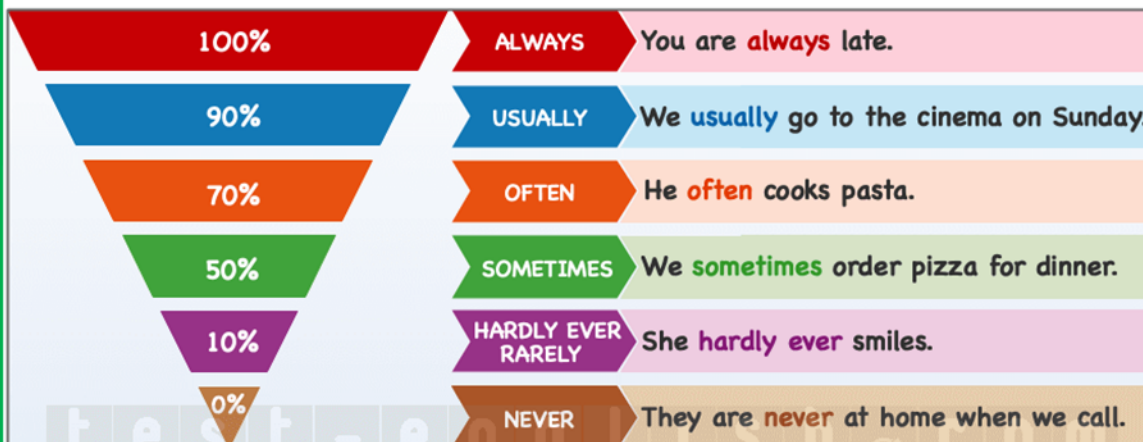 100% ALWAYS You are always late.
90% USUALLY We usually go to the cinema on Sunday.
70% OFTEN He often cooks pasta.
50% SOMETIMES We sometimes order pizza for dinner.
10% HARDLY EVER RARELY She hardly ever smiles.
0% NEVER They are never at home when we call.